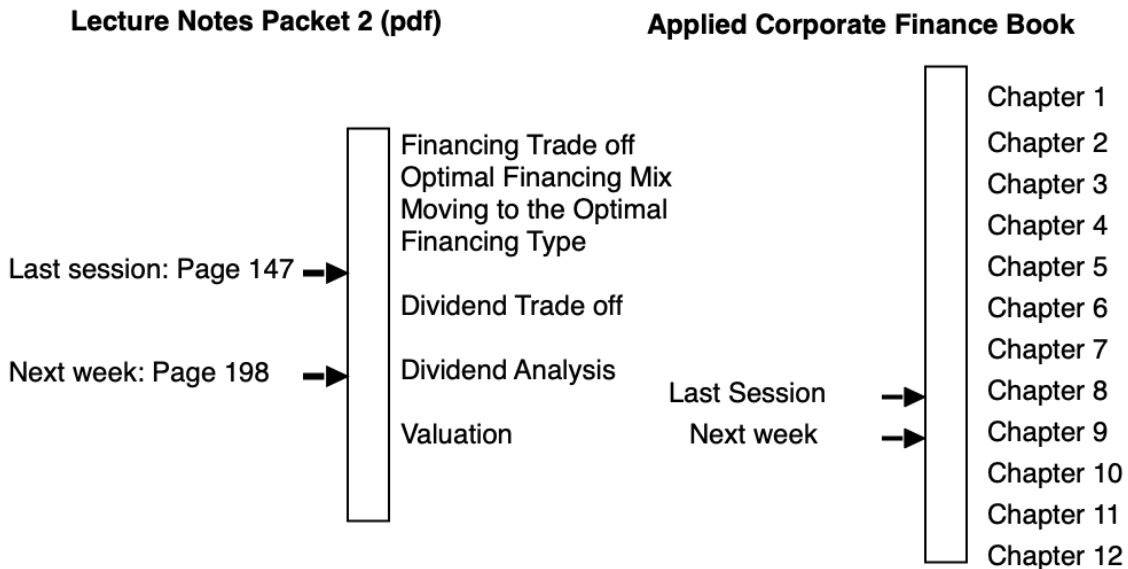 Lecture Notes Packet 2 (pdf)
Financing Trade off
Optimal Financing Mix
Moving to the Optimal
Financing Type
Last session: Page 147
Dividend Trade off
Next week: Page 198
Dividend Analysis
Valuation
Applied Corporate Finance Book
Chapter 1
Chapter 2
Chapter 3
Chapter 4
Chapter 5
Chapter 6
Chapter 7
Last Session
Chapter 8
Next week
Chapter 9
Chapter 10
Chapter 11
Chapter 12